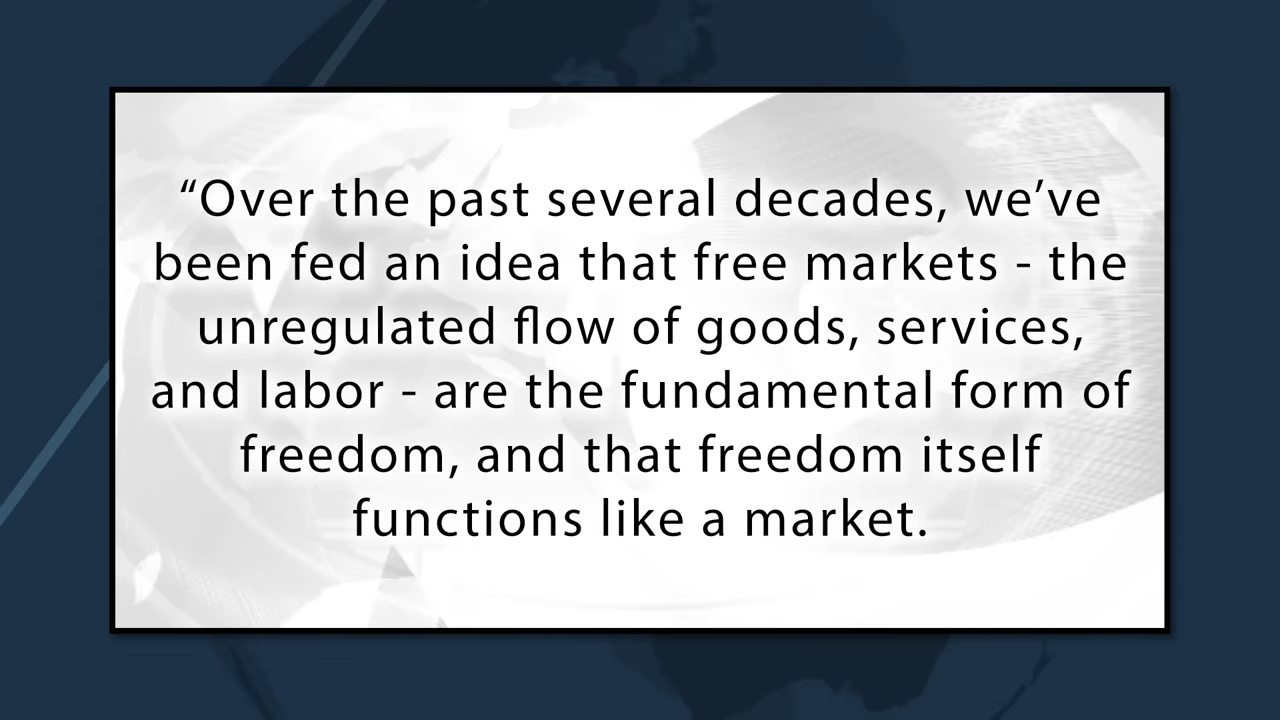 “Over the past several decades, we’ve
been fed an idea that free markets - the
unregulated flow of goods, services,
and labor - are the fundamental form of
freedom, and that freedom itself
functions like a market.